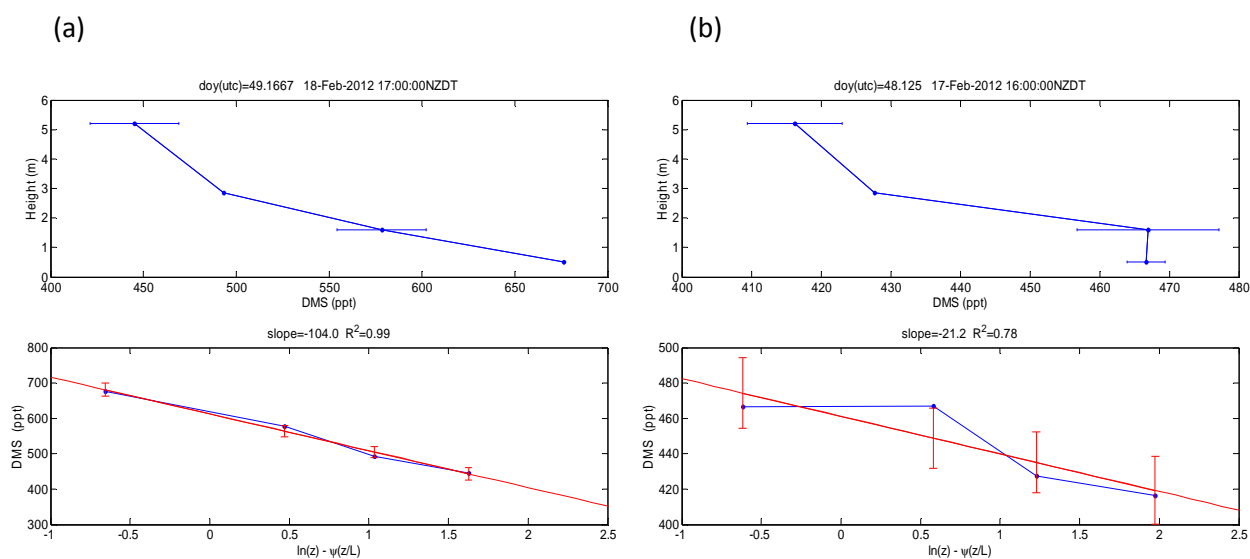 (a)
(b)
doy(utc)=49.1667 18-Feb-2012 17:00:00NZDT
6
5
4
3
2
1
0
Height (m)
400 450 500 550 600 650 700
DMS (ppt)
doy(utc)=48.125 17-Feb-2012 16:00:00NZDT
6
5
4
3
2
1
0
Height (m)
400 410 420 430 440 450 460 470 480
DMS (ppt)
slope=-104.0 R²=0.99
800
700
600
500
400
300
DMS (ppt)
-1 -0.5 0 0.5 1 1.5 2 2.5
ln(z) - ψ(z/L)
slope=-21.2 R²=0.78
500
480
460
440
420
400
DMS (ppt)
-1 -0.5 0 0.5 1 1.5 2 2.5
ln(z) - ψ(z/L)